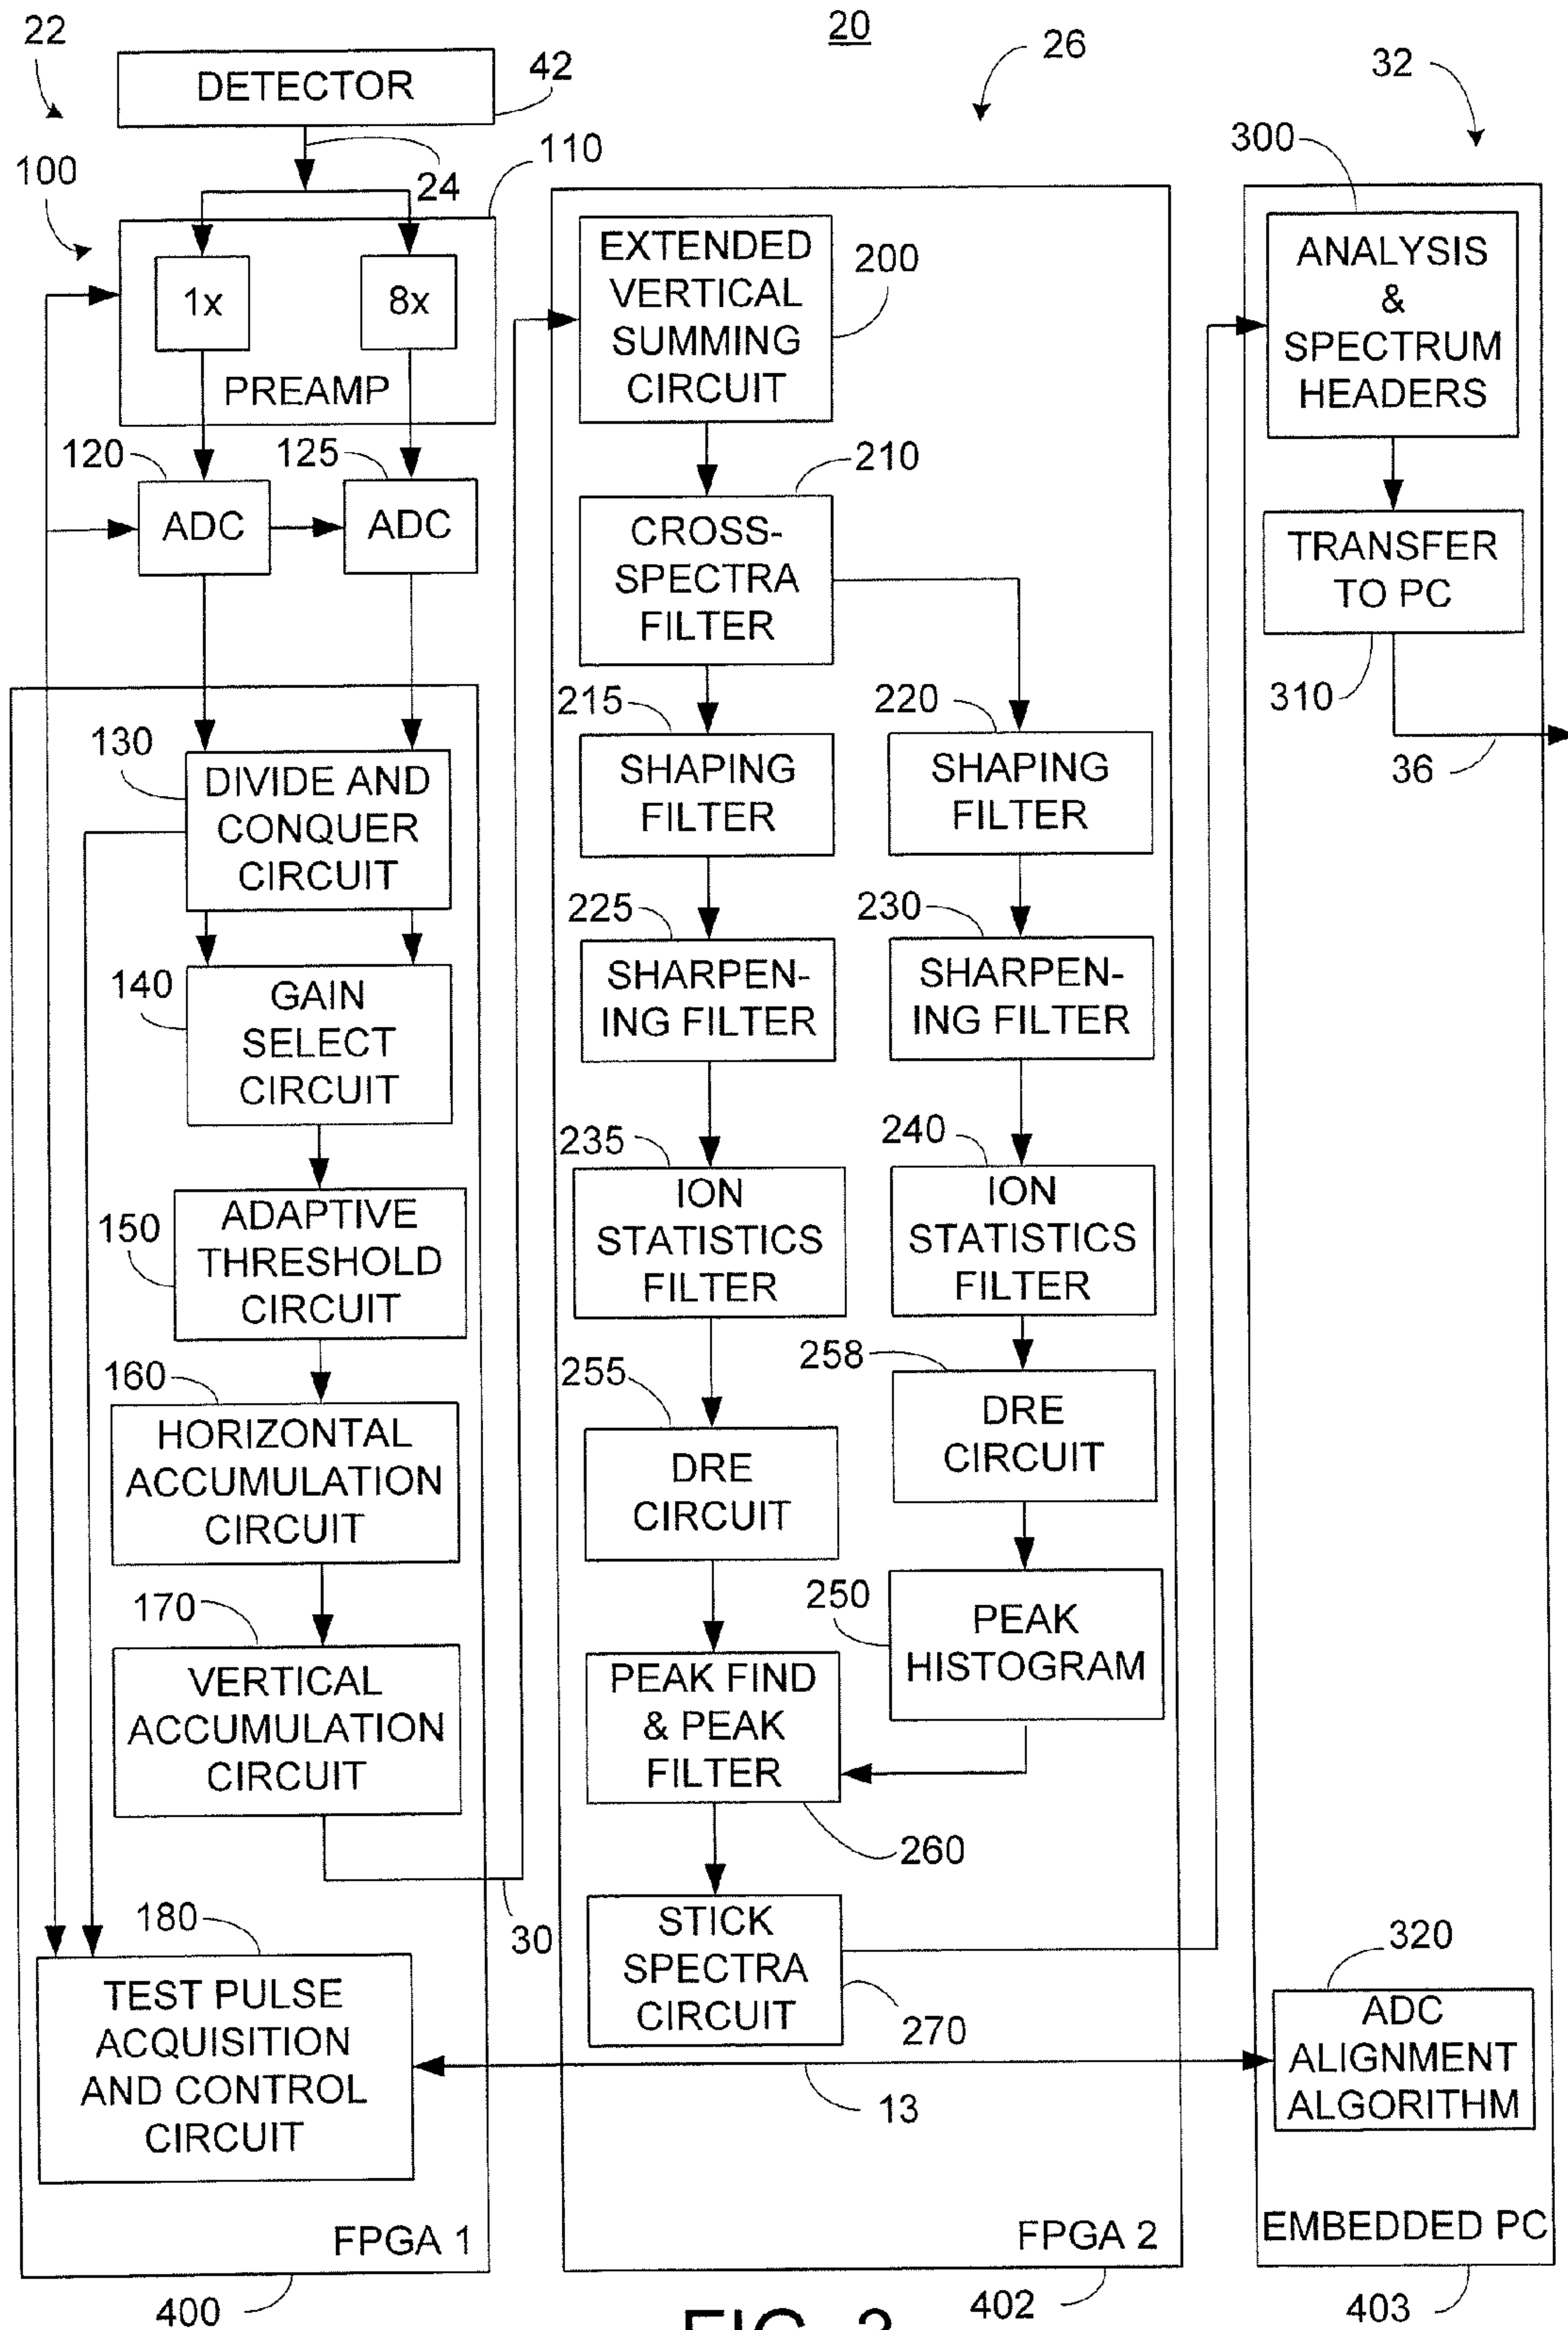 20
22
26
32
DETECTOR
42
24
100
110
1x
8x
PREAMP
120
125
ADC
ADC
130
DIVIDE AND
CONQUER
CIRCUIT
140
GAIN
SELECT
CIRCUIT
150
ADAPTIVE
THRESHOLD
CIRCUIT
160
HORIZONTAL
ACCUMULATION
CIRCUIT
170
VERTICAL
ACCUMULATION
CIRCUIT
30
180
TEST PULSE
ACQUISITION
AND CONTROL
CIRCUIT
FPGA 1
400
EXTENDED
VERTICAL
SUMMING
CIRCUIT
200
210
CROSS-
SPECTRA
FILTER
215
SHAPING
FILTER
220
SHAPING
FILTER
225
SHARPEN-
ING FILTER
230
SHARPEN-
ING FILTER
235
ION
STATISTICS
FILTER
240
ION
STATISTICS
FILTER
255
DRE
CIRCUIT
258
DRE
CIRCUIT
250
PEAK
HISTOGRAM
PEAK FIND
& PEAK
FILTER
260
STICK
SPECTRA
CIRCUIT
270
13
FPGA 2
402
300
ANALYSIS
&
SPECTRUM
HEADERS
TRANSFER
TO PC
310
36
320
ADC
ALIGNMENT
ALGORITHM
EMBEDDED PC
403